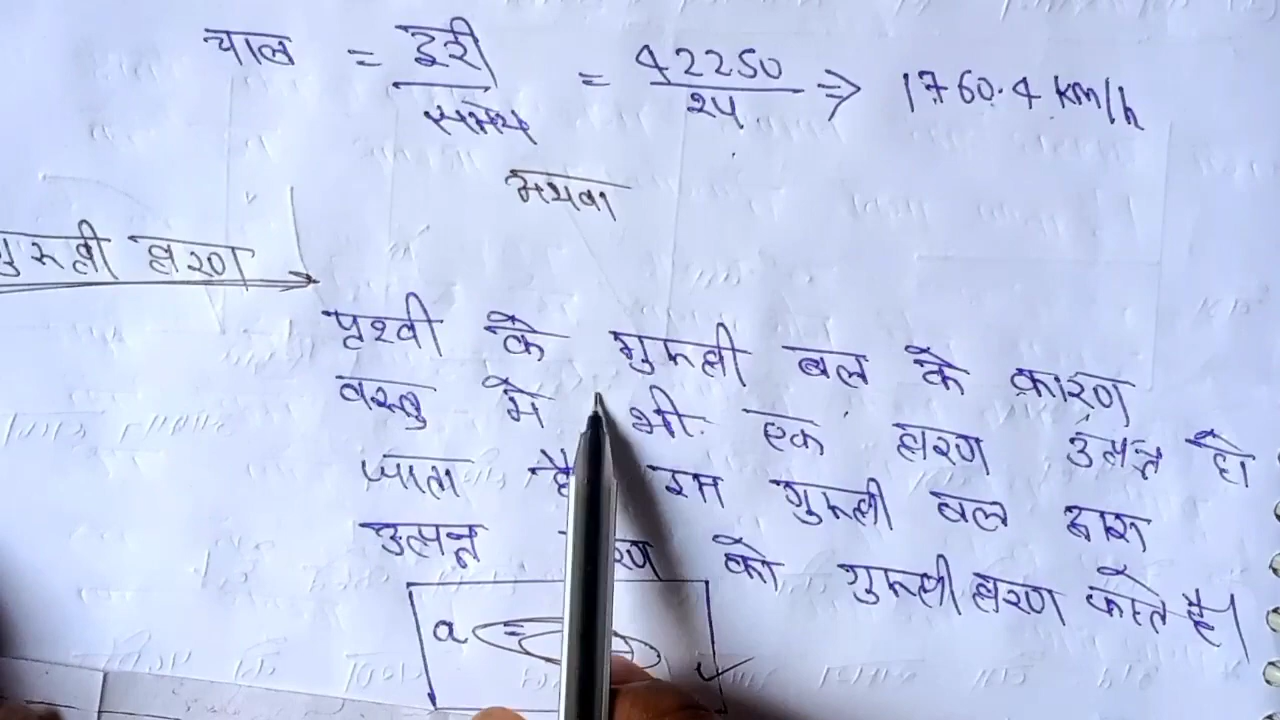 चाल = दूरी / समय = 42250 / 24 => 1760.4 km/h
अथवा
गुरुत्वी त्वरण
पृथ्वी के गुरुत्वी बल के कारण
वस्तु मे भी एक त्वरण उत्पन्न हो
जाता है इस गुरुत्वी बल द्वारा
उत्पन्न को गुरुत्वी त्वरण कहते है।
a =